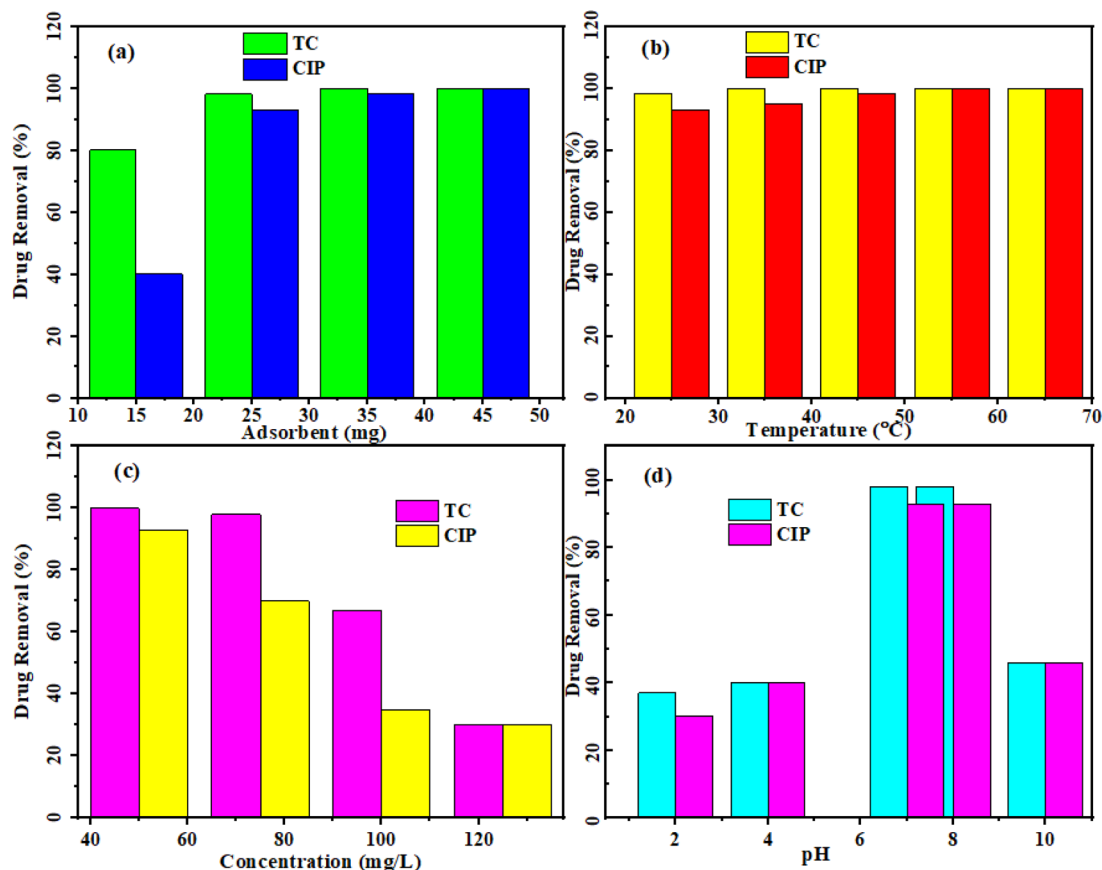 (a)
TC
CIP
Drug Removal (%)
0
20
40
60
80
100
120
10 15 20 25 30 35 40 45 50
Adsorbent (mg)
(b)
TC
CIP
Drug Removal (%)
0
20
40
60
80
100
120
20 30 40 50 60 70
Temperature (°C)
(c)
TC
CIP
Drug Removal (%)
0
20
40
60
80
100
120
40 60 80 100 120
Concentration (mg/L)
(d)
TC
CIP
Drug Removal (%)
0
20
40
60
80
100
2 4 6 8 10
pH